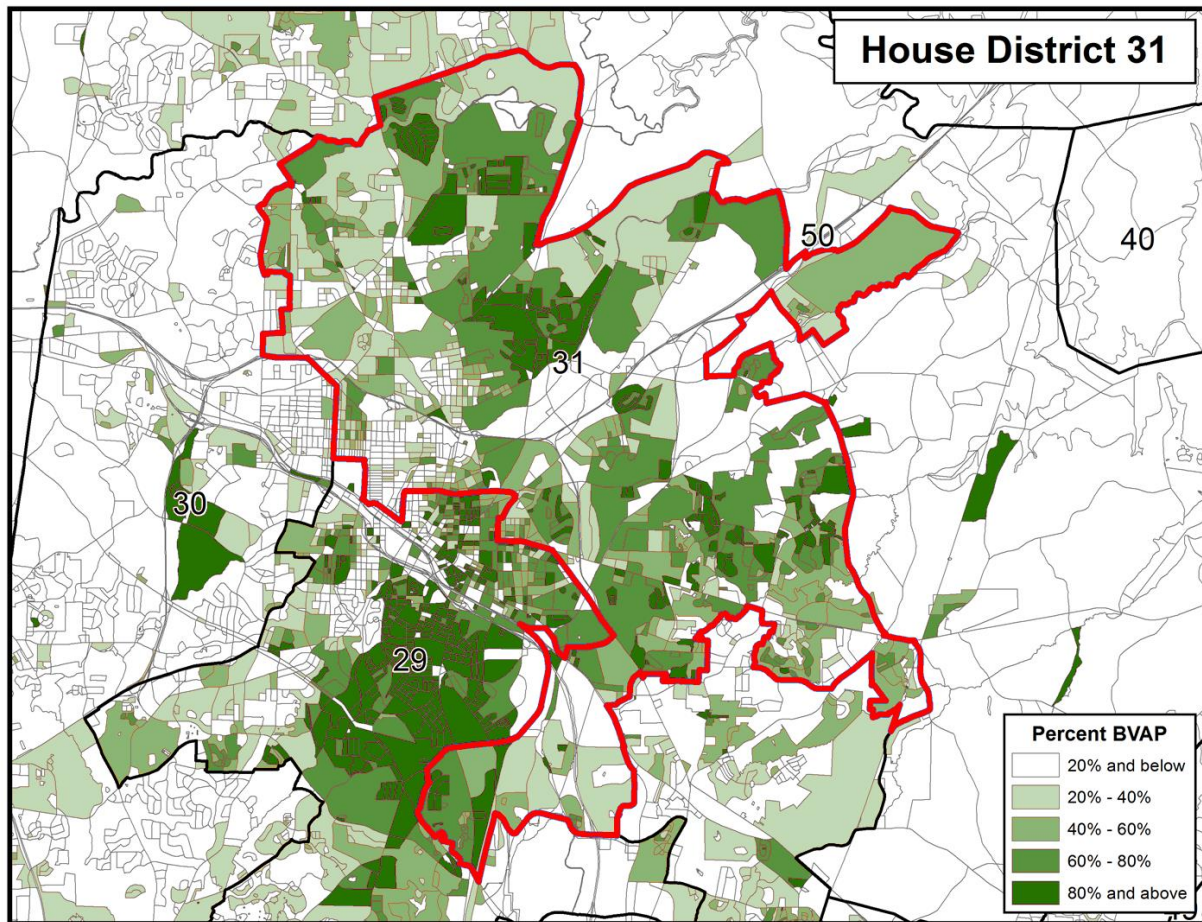 House District 31
50
40
31
30
29
Percent BVAP
20% and below
20% - 40%
40% - 60%
60% - 80%
80% and above